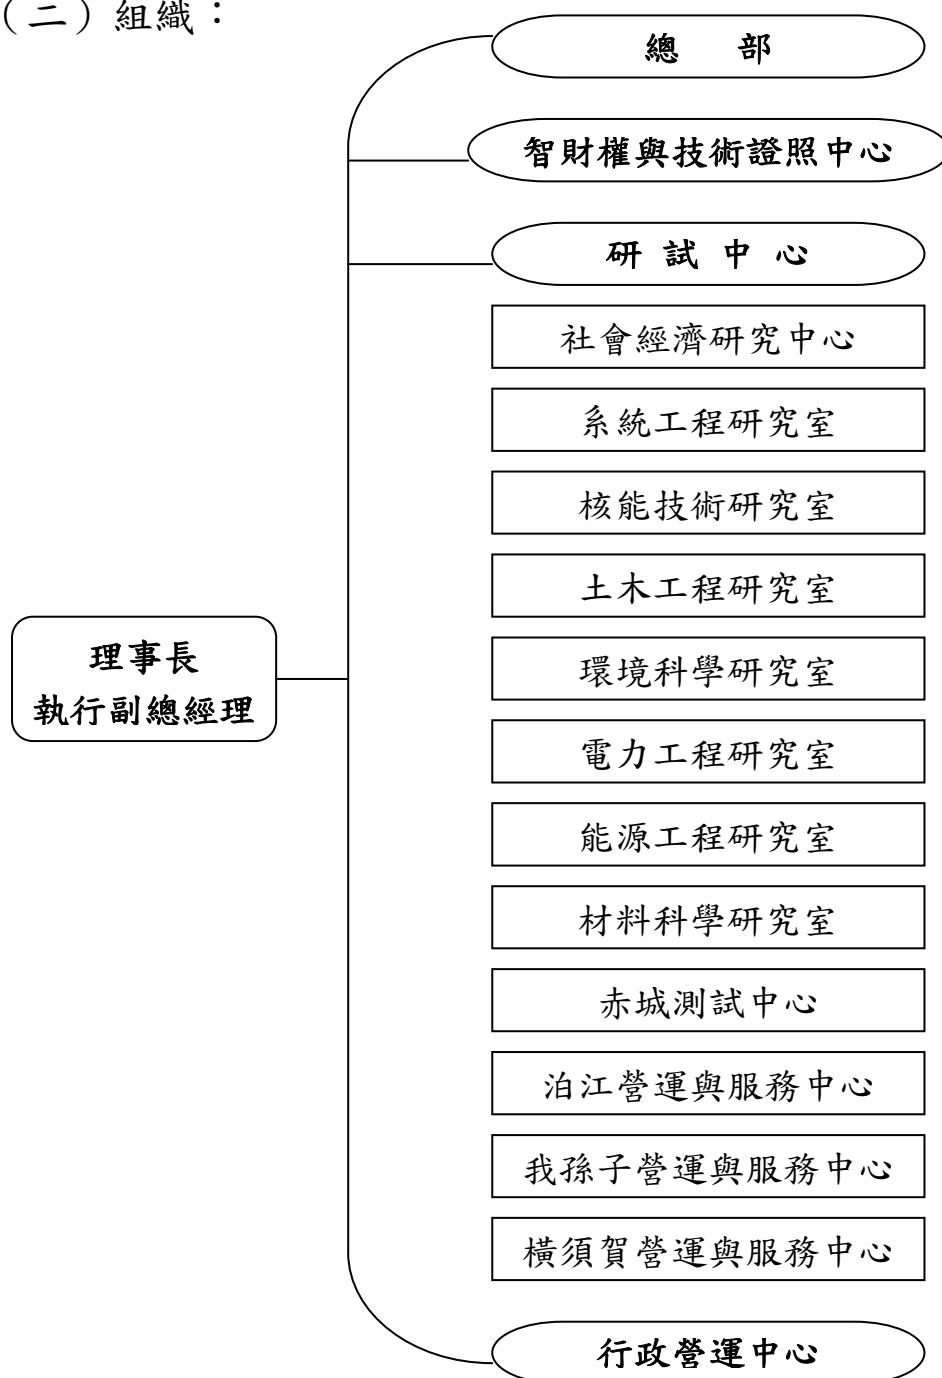 （二）組織：
總 部
智財權與技術證照中心
研 試 中 心
社會經濟研究中心
系統工程研究室
核能技術研究室
土木工程研究室
環境科學研究室
理事長
執行副總經理
電力工程研究室
能源工程研究室
材料科學研究室
赤城測試中心
泊江營運與服務中心
我孫子營運與服務中心
橫須賀營運與服務中心
行政營運中心